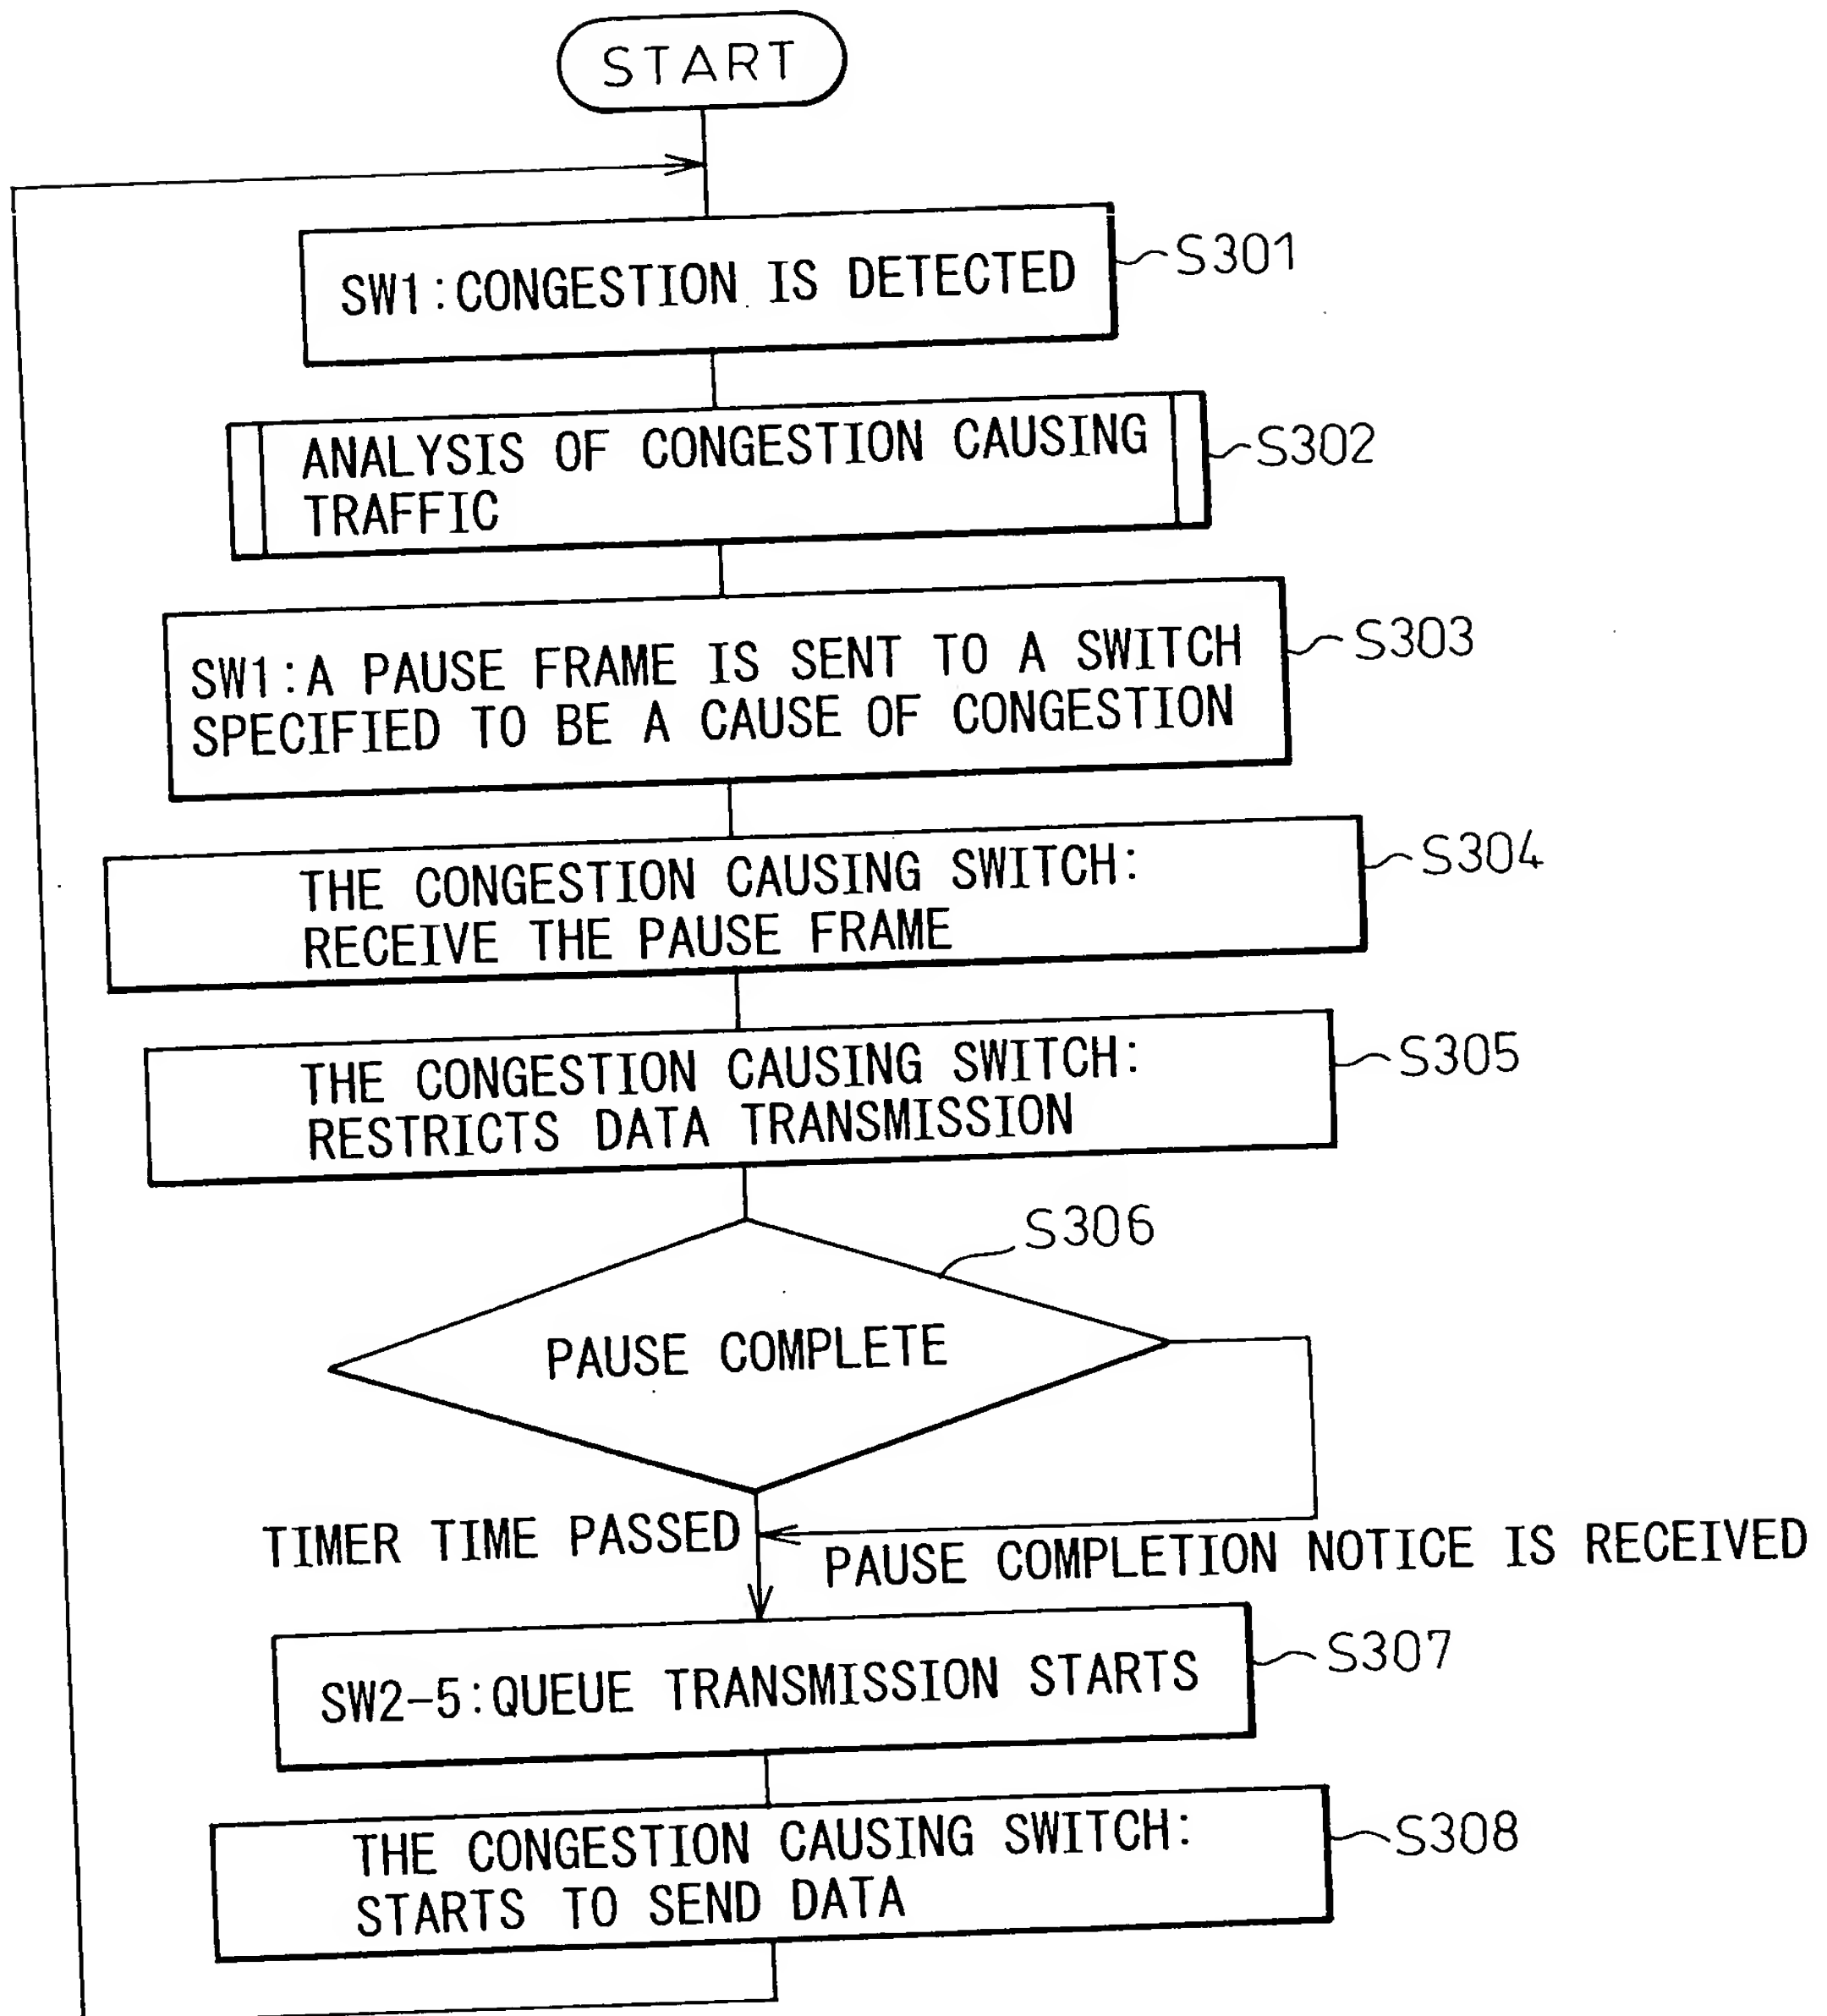 START
SW1:CONGESTION IS DETECTED
S301
ANALYSIS OF CONGESTION CAUSING
TRAFFIC
S302
SW1:A PAUSE FRAME IS SENT TO A SWITCH
SPECIFIED TO BE A CAUSE OF CONGESTION
S303
THE CONGESTION CAUSING SWITCH:
RECEIVE THE PAUSE FRAME
S304
THE CONGESTION CAUSING SWITCH:
RESTRICTS DATA TRANSMISSION
S305
S306
PAUSE COMPLETE
TIMER TIME PASSED
PAUSE COMPLETION NOTICE IS RECEIVED
SW2-5:QUEUE TRANSMISSION STARTS
S307
THE CONGESTION CAUSING SWITCH:
STARTS TO SEND DATA
S308